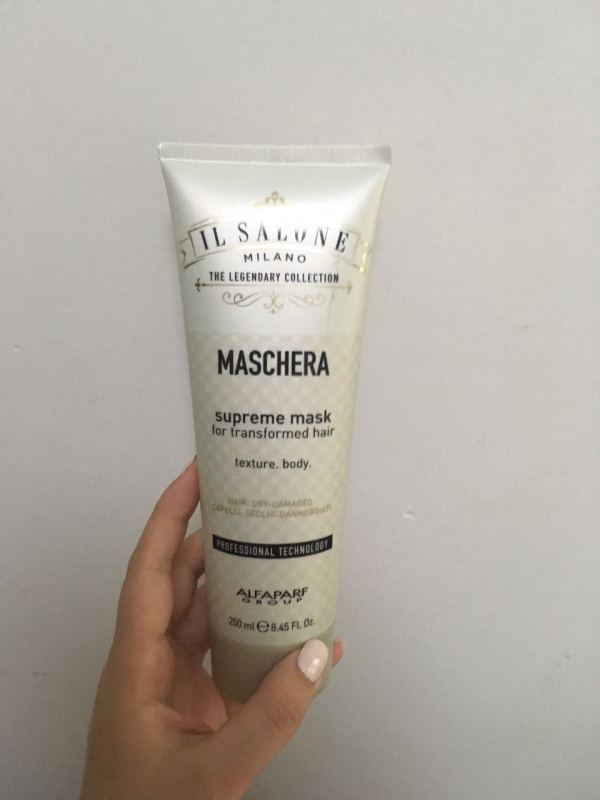 IL SALONE
MILANO
THE LEGENDARY COLLECTION
MASCHERA
supreme mask
for transformed hair
texture. body.
HAIR: DRY-DAMAGED
CAPELLI: SECCHI-DANNEGGIATI
PROFESSIONAL TECHNOLOGY
ALFAPARF
GROUP
250 ml ℮ 8.45 FL. Oz.